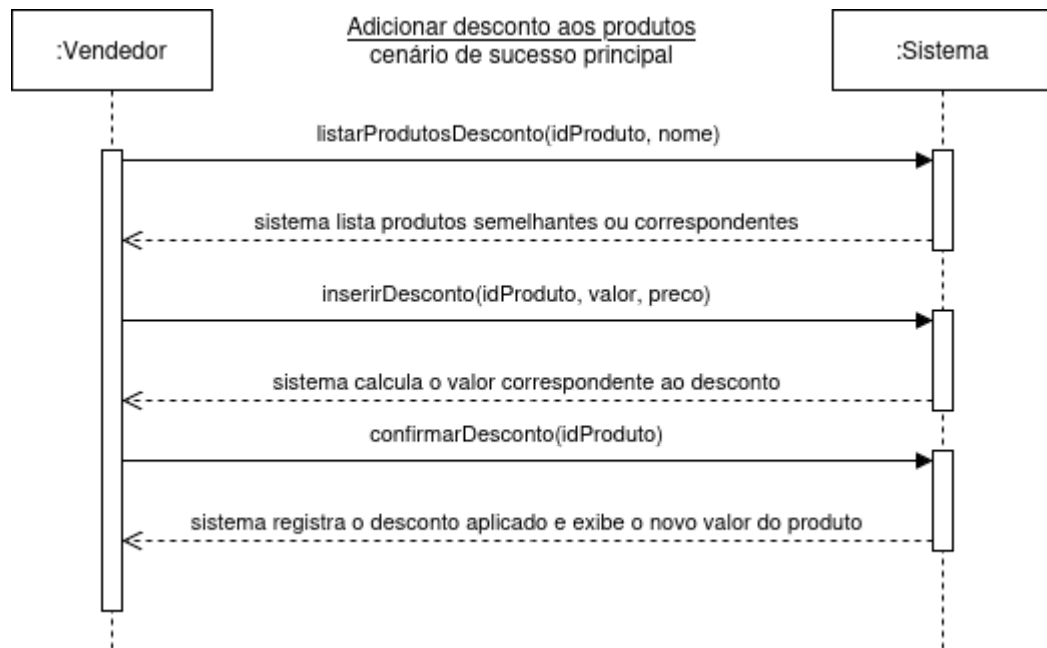 :Vendedor
Adicionar desconto aos produtos
cenário de sucesso principal
:Sistema
listarProdutosDesconto(idProduto, nome)
sistema lista produtos semelhantes ou correspondentes
inserirDesconto(idProduto, valor, preco)
sistema calcula o valor correspondente ao desconto
confirmarDesconto(idProduto)
sistema registra o desconto aplicado e exibe o novo valor do produto